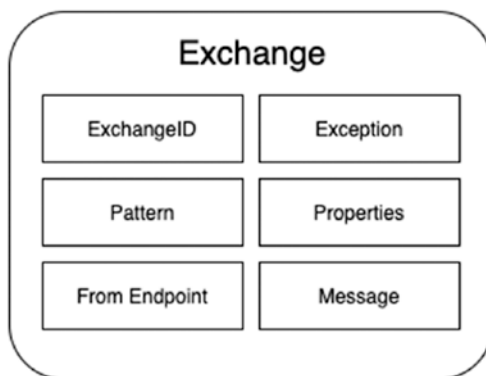 Exchange
ExchangeID
Exception
Pattern
Properties
From Endpoint
Message